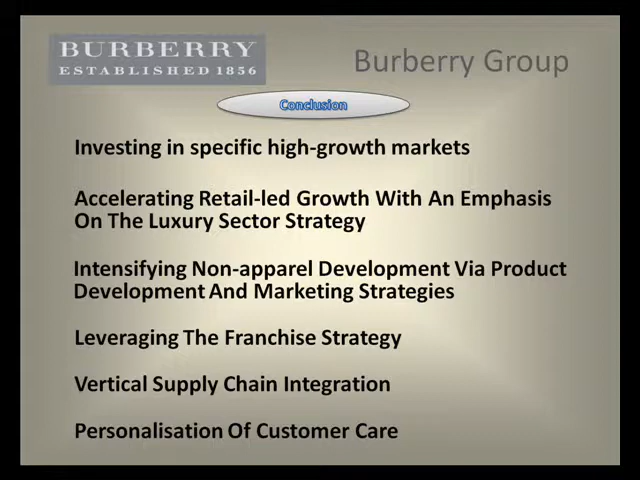 BURBERRY
ESTABLISHED 1856
Burberry Group
Conclusion
Investing in specific high-growth markets
Accelerating Retail-led Growth With An Emphasis
On The Luxury Sector Strategy
Intensifying Non-apparel Development Via Product
Development And Marketing Strategies
Leveraging The Franchise Strategy
Vertical Supply Chain Integration
Personalisation Of Customer Care